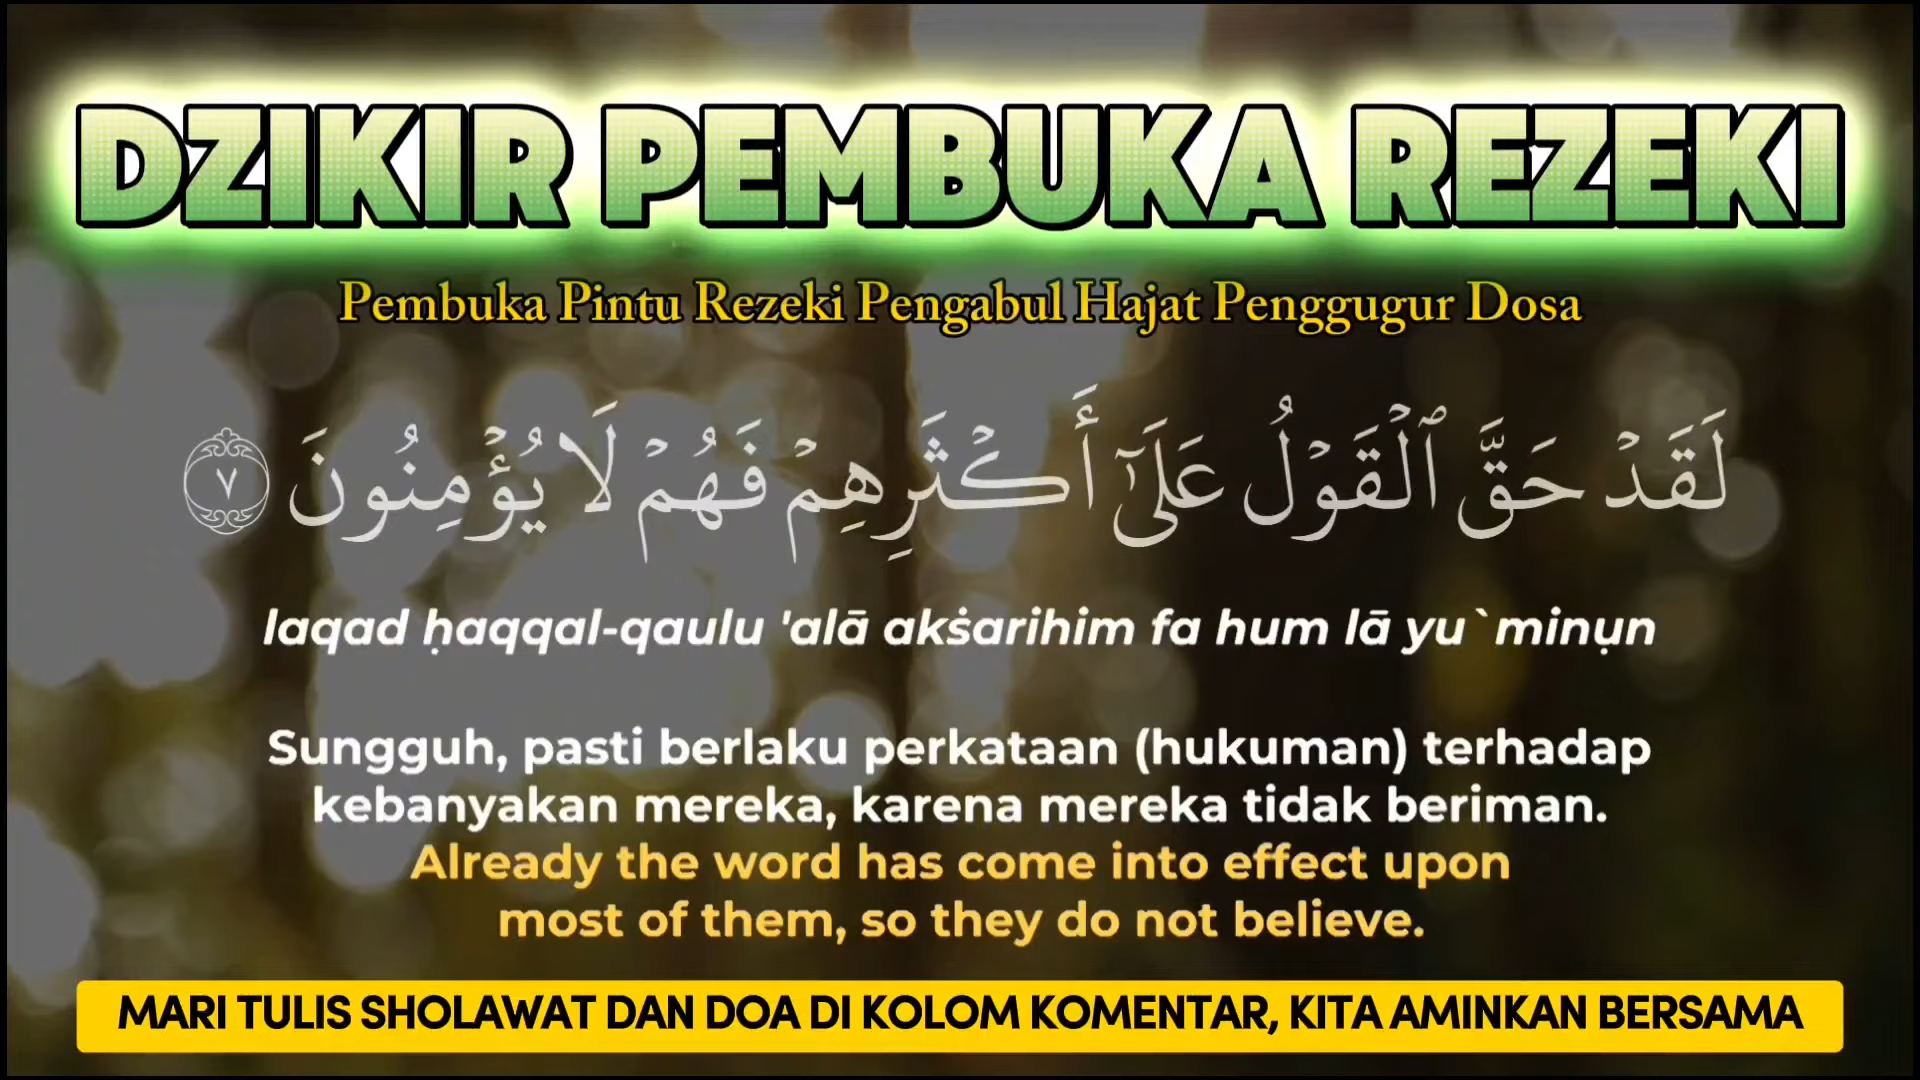 DZIKIR PEMBUKA REZEKI
Pembuka Pintu Rezeki Pengabul Hajat Penggugur Dosa
لَقَدۡ حَقَّ ٱلۡقَوۡلُ عَلَىٰٓ أَكۡثَرِهِمۡ فَهُمۡ لَا يُؤۡمِنُونَ ٧
laqad ḥaqqal-qaulu 'alā akṡarihim fa hum lā yu`minụn
Sungguh, pasti berlaku perkataan (hukuman) terhadap
kebanyakan mereka, karena mereka tidak beriman.
Already the word has come into effect upon
most of them, so they do not believe.
MARI TULIS SHOLAWAT DAN DOA DI KOLOM KOMENTAR, KITA AMINKAN BERSAMA